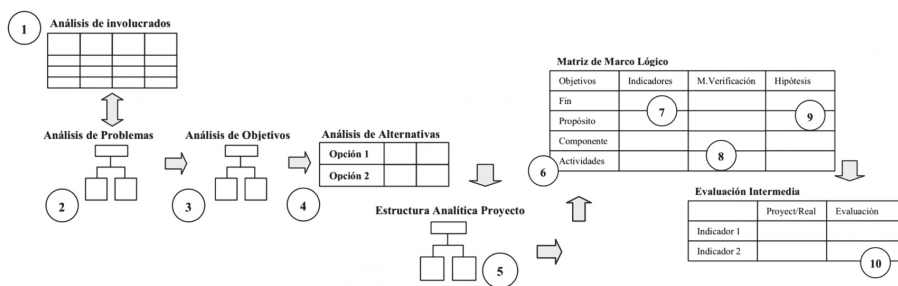 1
Análisis de involucrados
Análisis de Problemas
2
Análisis de Objetivos
3
Análisis de Alternativas
Opción 1
Opción 2
4
Estructura Analítica Proyecto
5
Matriz de Marco Lógico
Objetivos Indicadores M.Verificación Hipótesis
Fin
Propósito
Componente
Actividades
6
7
8
9
Evaluación Intermedia
Proyect/Real Evaluación
Indicador 1
Indicador 2
10